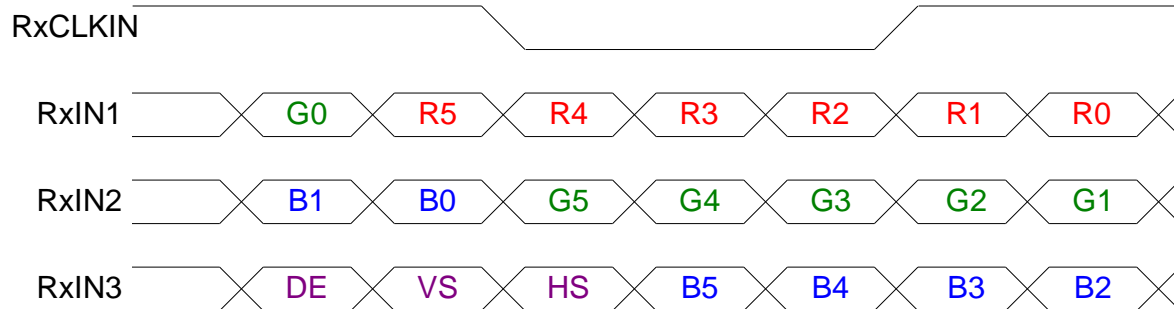 RxCLKIN
RxIN1 G0 R5 R4 R3 R2 R1 R0
RxIN2 B1 B0 G5 G4 G3 G2 G1
RxIN3 DE VS HS B5 B4 B3 B2